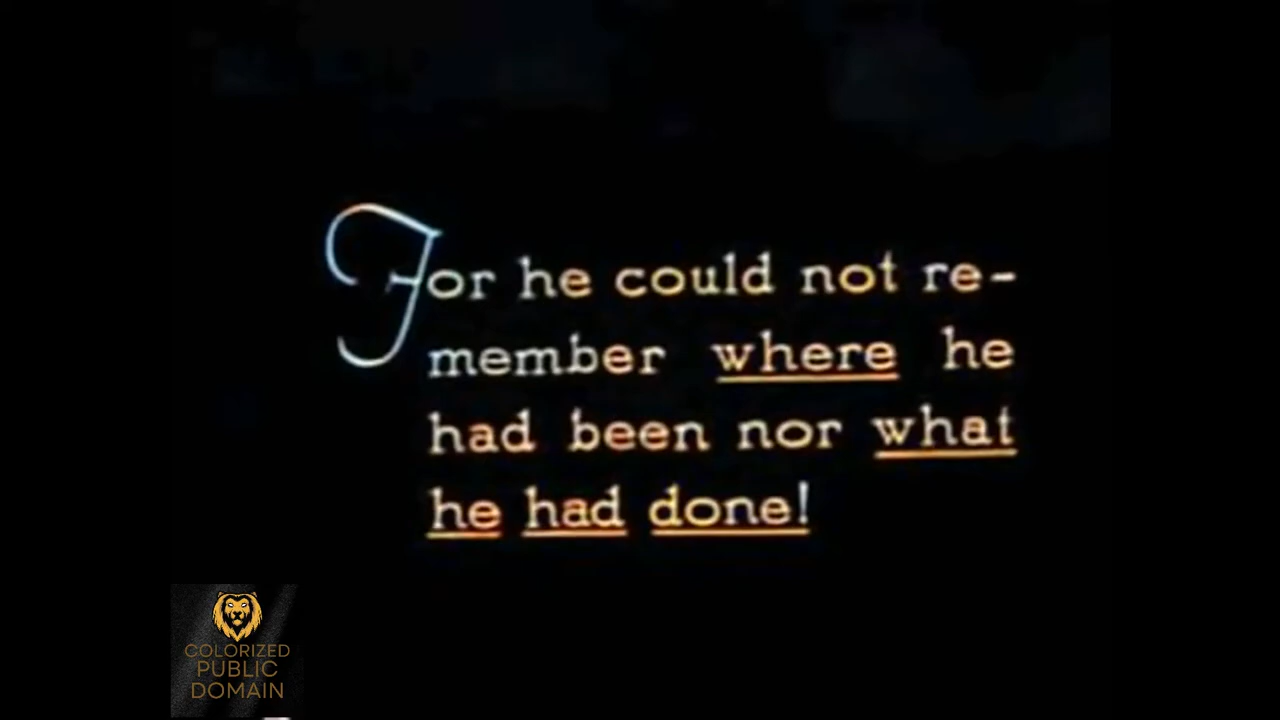 For he could not re-
member where he
had been nor what
he had done!
COLORIZED
PUBLIC
DOMAIN